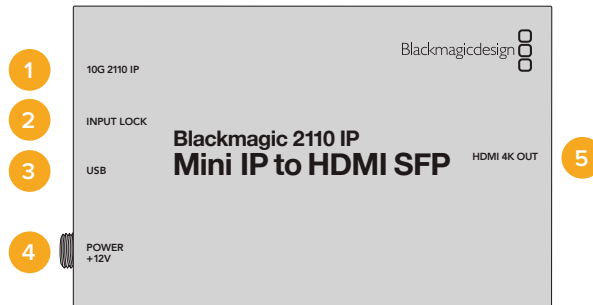 1
10G 2110 IP
Blackmagicdesign
2
INPUT LOCK
Blackmagic 2110 IP
Mini IP to HDMI SFP
3
USB
HDMI 4K OUT
5
4
POWER
+12V